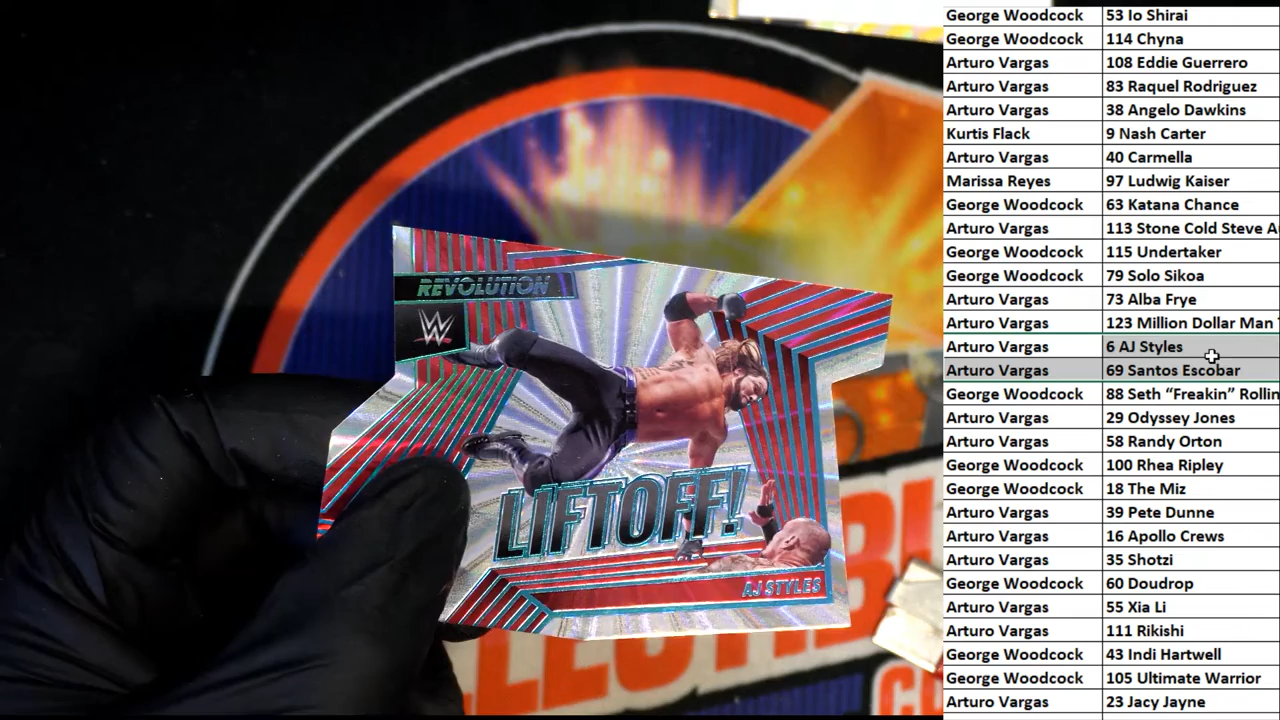 REVOLUTION
W
LIFTOFF!
AJ STYLES
LECTIBL
CO
George Woodcock 53 Io Shirai
George Woodcock 114 Chyna
Arturo Vargas 108 Eddie Guerrero
Arturo Vargas 83 Raquel Rodriguez
Arturo Vargas 38 Angelo Dawkins
Kurtis Flack 9 Nash Carter
Arturo Vargas 40 Carmella
Marissa Reyes 97 Ludwig Kaiser
George Woodcock 63 Katana Chance
Arturo Vargas 113 Stone Cold Steve A
George Woodcock 115 Undertaker
George Woodcock 79 Solo Sikoa
Arturo Vargas 73 Alba Frye
Arturo Vargas 123 Million Dollar Man
Arturo Vargas 6 AJ Styles
Arturo Vargas 69 Santos Escobar
George Woodcock 88 Seth “Freakin” Rollin
Arturo Vargas 29 Odyssey Jones
Arturo Vargas 58 Randy Orton
George Woodcock 100 Rhea Ripley
George Woodcock 18 The Miz
Arturo Vargas 39 Pete Dunne
Arturo Vargas 16 Apollo Crews
Arturo Vargas 35 Shotzi
George Woodcock 60 Doudrop
Arturo Vargas 55 Xia Li
Arturo Vargas 111 Rikishi
George Woodcock 43 Indi Hartwell
George Woodcock 105 Ultimate Warrior
Arturo Vargas 23 Jacy Jayne